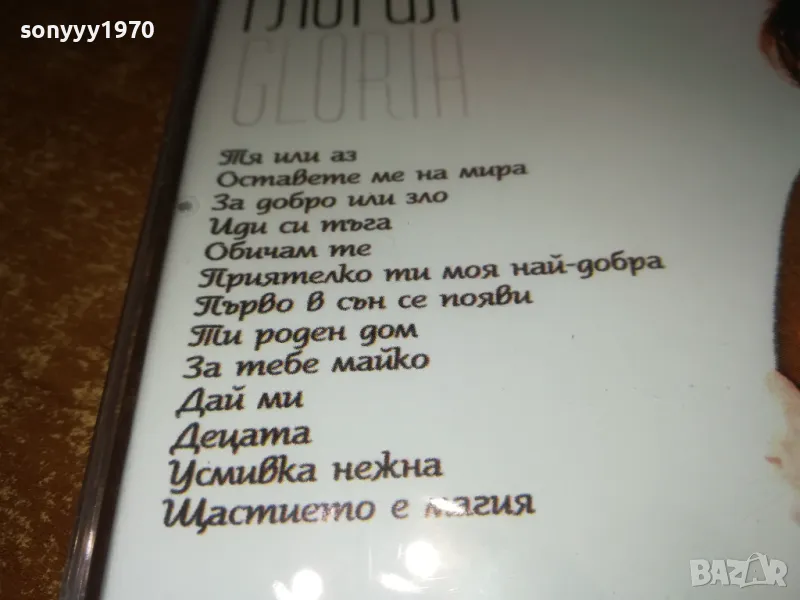 sonyyy1970
ГЛОРИЯ
GLORIA
Тя или аз
Оставете ме на мира
За добро или зло
Иди си тъга
Обичам те
Приятелко ти моя най-добра
Първо в сън се появи
Ти роден дом
За тебе майко
Дай ми
Децата
Усмивка нежна
Щастието е магия
BAZAR